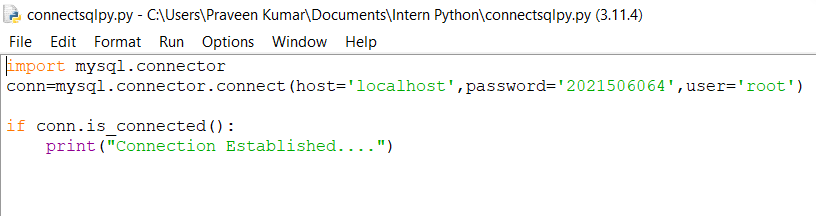 connectsqlpy.py - C:\Users\Praveen Kumar\Documents\Intern Python\connectsqlpy.py (3.11.4)
File Edit Format Run Options Window Help
import mysql.connector
conn=mysql.connector.connect(host='localhost',password='2021506064',user='root')
if conn.is_connected():
    print("Connection Established....")